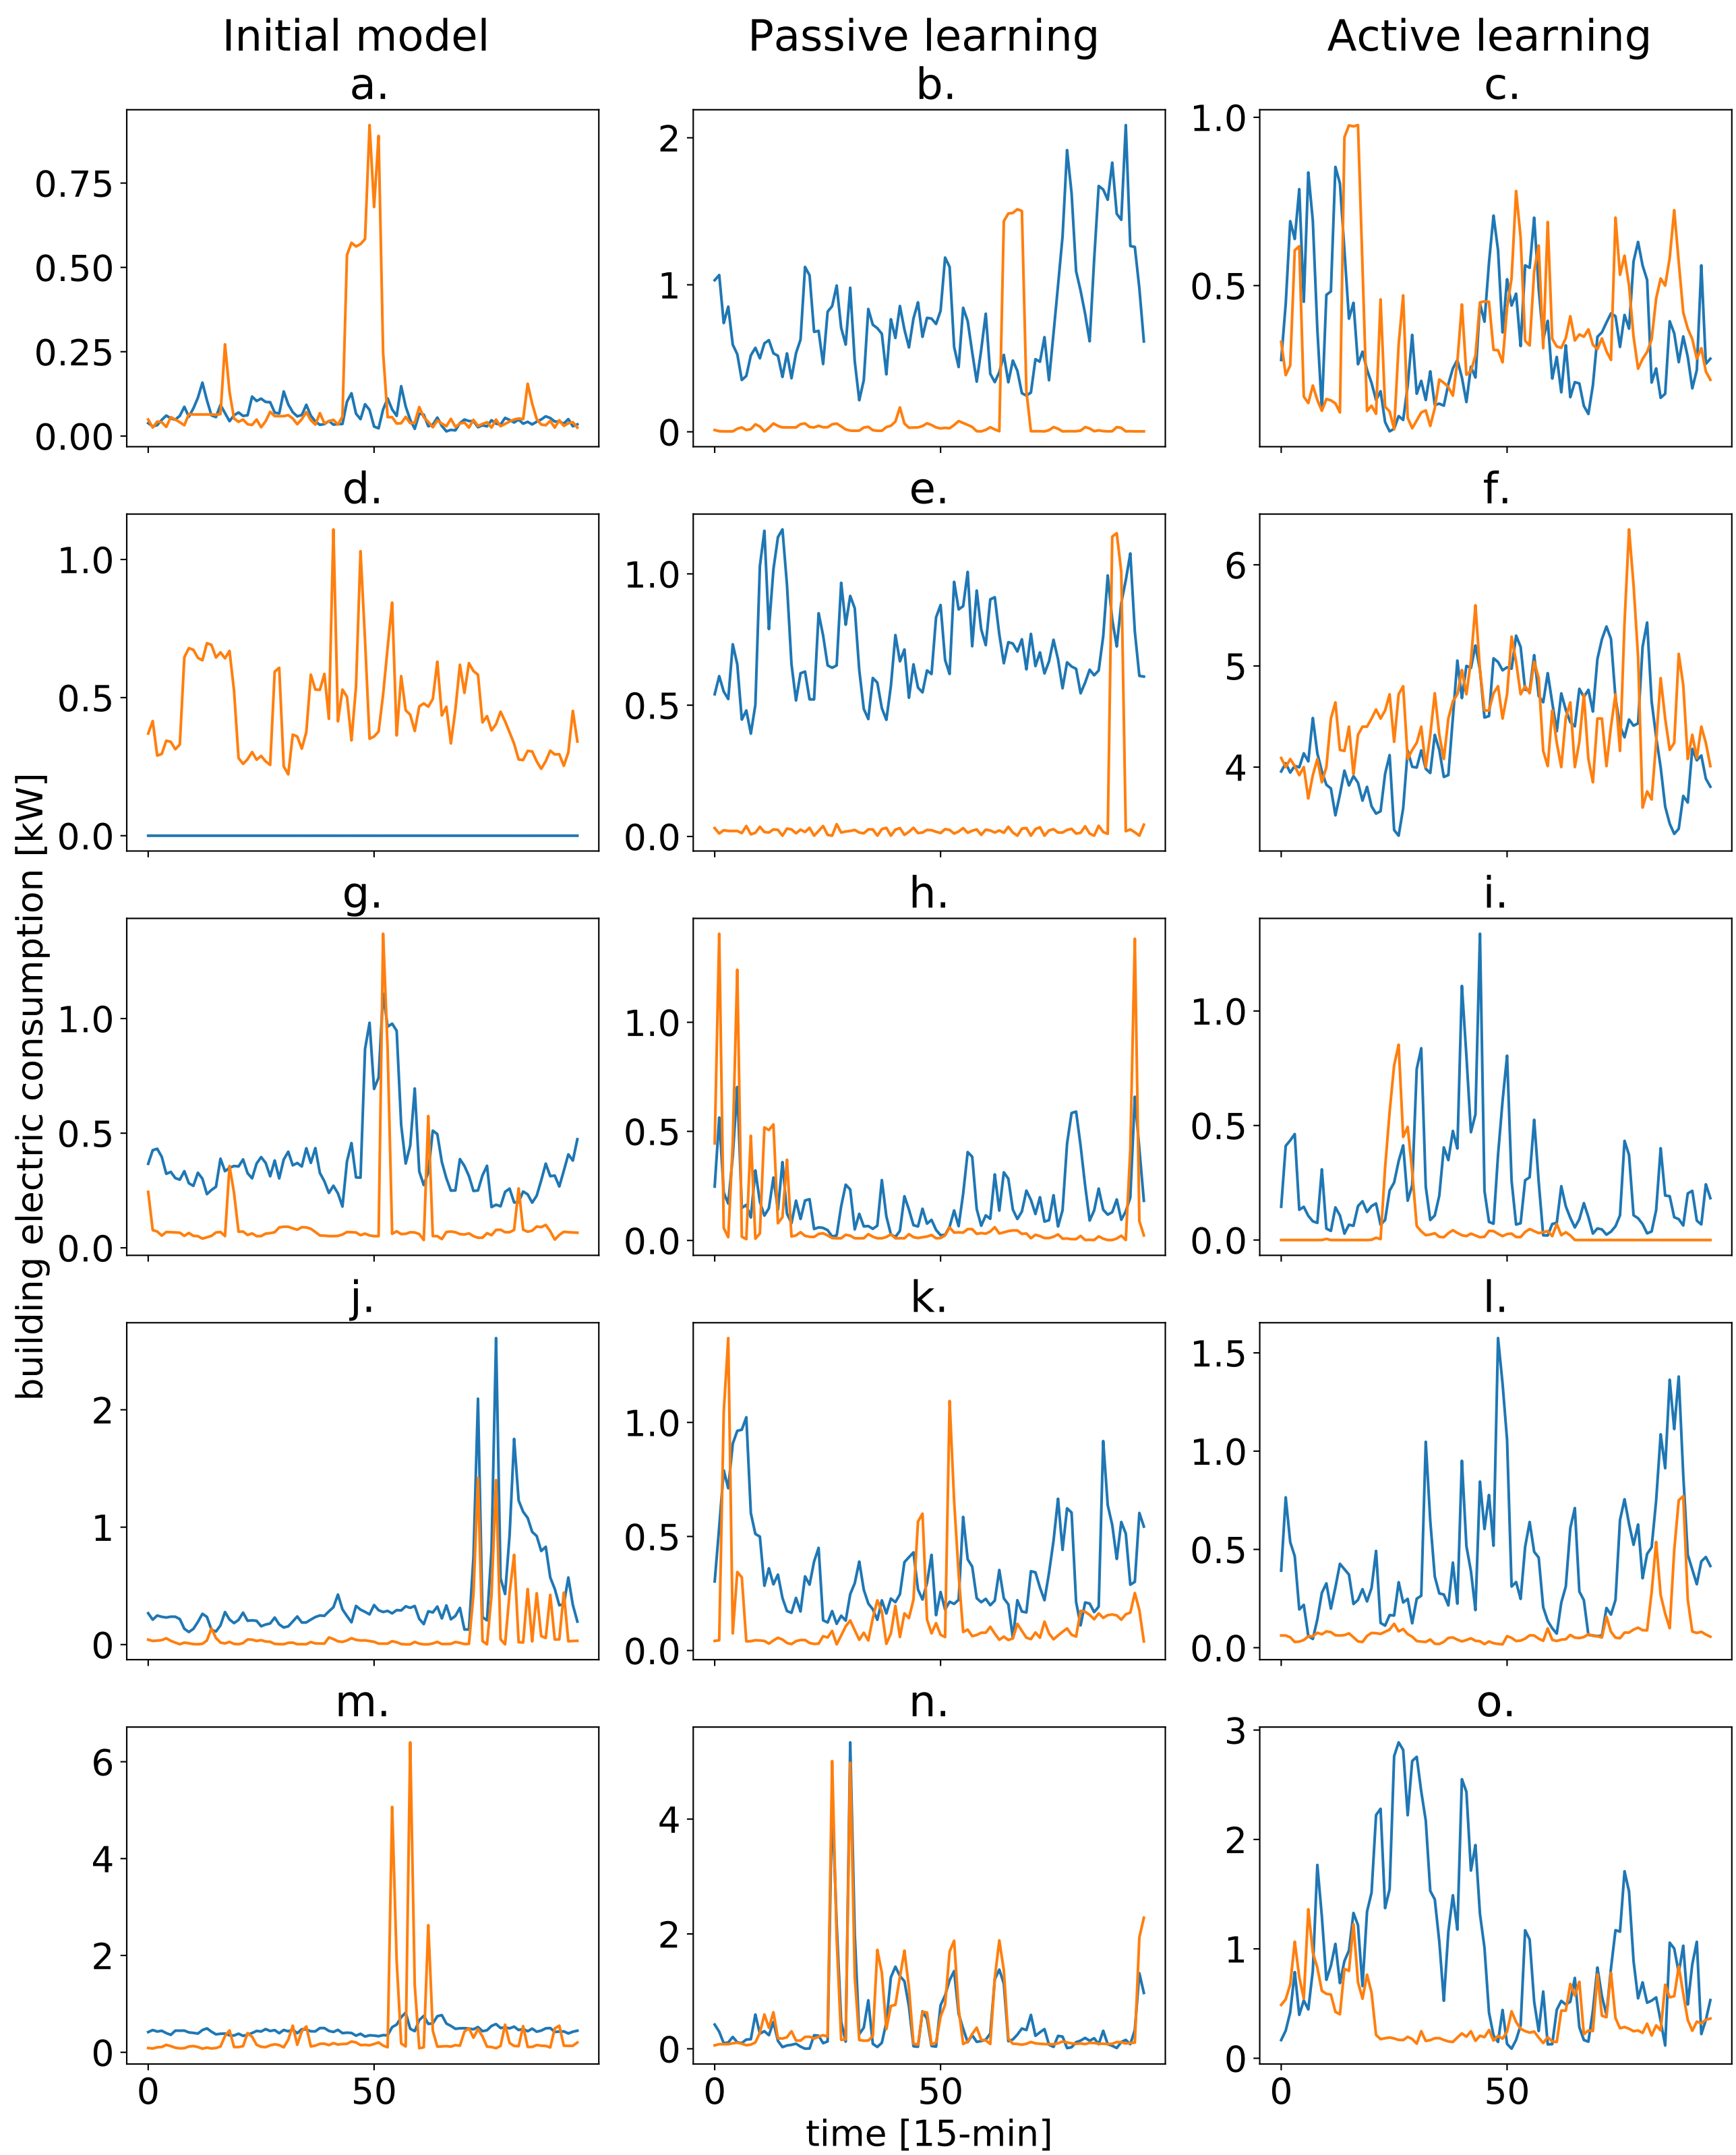 Initial model
Passive learning
Active learning
a.
b.
c.
0.75
0.50
0.25
0.00
2
1
0
1.0
0.5
d.
e.
f.
1.0
0.5
0.0
1.0
0.5
0.0
6
5
4
g.
h.
i.
1.0
0.5
0.0
1.0
0.5
0.0
1.0
0.5
0.0
building electric consumption [kW]
j.
k.
l.
2
1
0
1.0
0.5
0.0
1.5
1.0
0.5
0.0
m.
n.
o.
6
4
2
0
4
2
0
3
2
1
0
0 50
0 50
0 50
time [15-min]